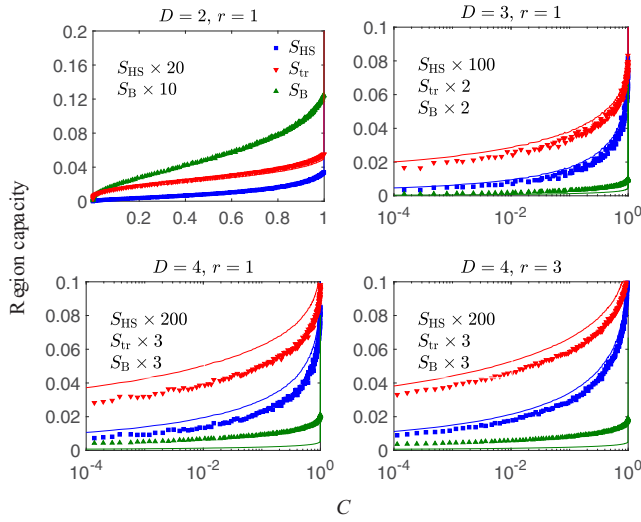 D = 2, r = 1
0.2
0.16
0.12
0.08
0.04
0
0.2 0.4 0.6 0.8 1
S_HS × 20
S_B × 10
S_HS
S_tr
S_B
D = 3, r = 1
0.1
0.08
0.06
0.04
0.02
0
10^-4 10^-2 10^0
S_HS × 100
S_tr × 2
S_B × 2
Region capacity
D = 4, r = 1
0.1
0.08
0.06
0.04
0.02
0
10^-4 10^-2 10^0
S_HS × 200
S_tr × 3
S_B × 3
D = 4, r = 3
0.1
0.08
0.06
0.04
0.02
0
10^-4 10^-2 10^0
S_HS × 200
S_tr × 3
S_B × 3
C